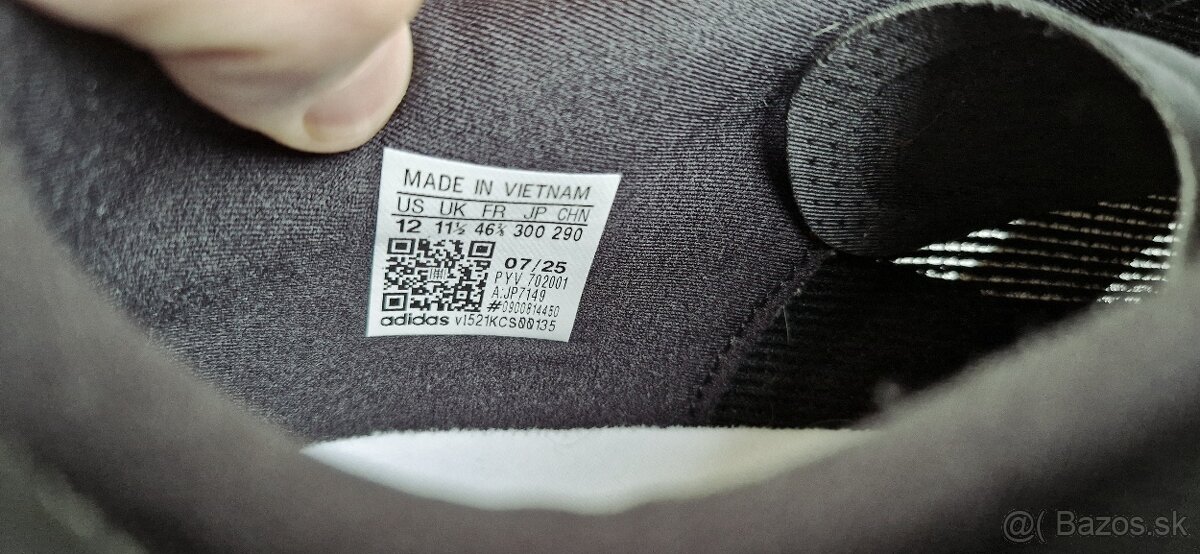 MADE IN VIETNAM
US UK FR JP CHN
12 11½ 46⅔ 300 290
07/25
PYV 702001
A:JP7149
#0900814450
adidas v1521KCS00135
@( Bazos.sk